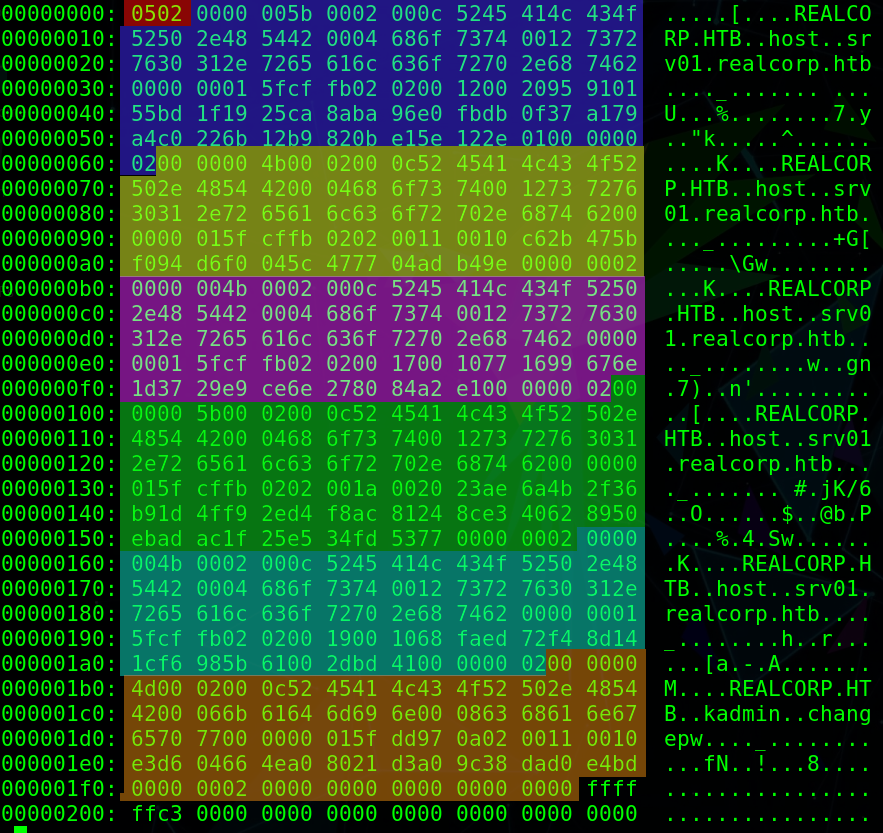 00000000: 0502 0000 005b 0002 000c 5245 414c 434f .....[....REALCO
00000010: 5250 2e48 5442 0004 686f 7374 0012 7372 RP.HTB..host..sr
00000020: 7630 312e 7265 616c 636f 7270 2e68 7462 v01.realcorp.htb
00000030: 0000 0001 5fcf fb02 0200 1200 2095 9101 ...._....... ...
00000040: 55bd 1f19 25ca 8aba 96e0 fbdb 0f37 a179 U...%........7.y
00000050: a4c0 226b 12b9 820b e15e 122e 0100 0000 .."k.....^......
00000060: 0200 0000 4b00 0200 0c52 4541 4c43 4f52 ....K....REALCOR
00000070: 502e 4854 4200 0468 6f73 7400 1273 7276 P.HTB..host..srv
00000080: 3031 2e72 6561 6c63 6f72 702e 6874 6200 01.realcorp.htb.
00000090: 0000 015f cffb 0202 0011 0010 c62b 475b ..._.........+G[
000000a0: f094 d6f0 045c 4777 04ad b49e 0000 0002 .....\Gw........
000000b0: 0000 004b 0002 000c 5245 414c 434f 5250 ...K....REALCORP
000000c0: 2e48 5442 0004 686f 7374 0012 7372 7630 .HTB..host..srv0
000000d0: 312e 7265 616c 636f 7270 2e68 7462 0000 1.realcorp.htb..
000000e0: 0001 5fcf fb02 0200 1700 1077 1699 676e .._........w..gn
000000f0: 1d37 29e9 ce6e 2780 84a2 e100 0000 0200 .7)..n'.........
00000100: 0000 5b00 0200 0c52 4541 4c43 4f52 502e ..[....REALCORP.
00000110: 4854 4200 0468 6f73 7400 1273 7276 3031 HTB..host..srv01
00000120: 2e72 6561 6c63 6f72 702e 6874 6200 0000 .realcorp.htb...
00000130: 015f cffb 0202 001a 0020 23ae 6a4b 2f36 ._....... #.jK/6
00000140: b91d 4ff9 2ed4 f8ac 8124 8ce3 4062 8950 ..O......$..@b.P
00000150: ebad ac1f 25e5 34fd 5377 0000 0002 0000 ....%.4.Sw......
00000160: 004b 0002 000c 5245 414c 434f 5250 2e48 .K....REALCORP.H
00000170: 5442 0004 686f 7374 0012 7372 7630 312e TB..host..srv01.
00000180: 7265 616c 636f 7270 2e68 7462 0000 0001 realcorp.htb....
00000190: 5fcf fb02 0200 1900 1068 faed 72f4 8d14 _........h..r...
000001a0: 1cf6 985b 6100 2dbd 4100 0000 0200 0000 ...[a.-.A.......
000001b0: 4d00 0200 0c52 4541 4c43 4f52 502e 4854 M....REALCORP.HT
000001c0: 4200 066b 6164 6d69 6e00 0863 6861 6e67 B..kadmin..chang
000001d0: 6570 7700 0000 015f dd97 0a02 0011 0010 epw...._........
000001e0: e3d6 0466 4ea0 8021 d3a9 9c38 dad0 e4bd ...fN..!...8....
000001f0: 0000 0002 0000 0000 0000 0000 0000 ffff ................
00000200: ffc3 0000 0000 0000 0000 0000 0000 0000 ................